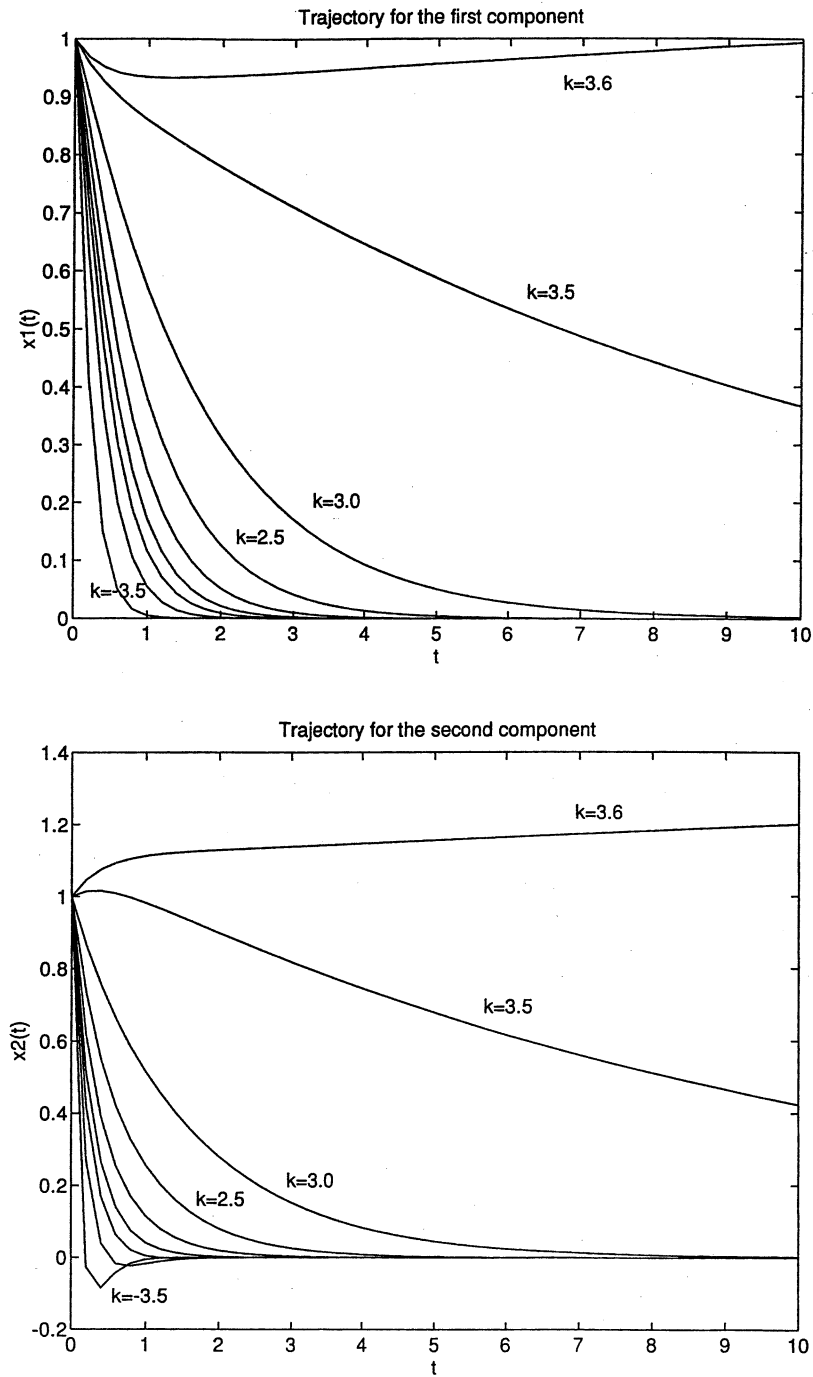 Trajectory for the first component
1
0.9
0.8
0.7
0.6
0.5
0.4
0.3
0.2
0.1
0
x1(t)
k=3.6
k=3.5
k=3.0
k=2.5
k=-3.5
0 1 2 3 4 5 6 7 8 9 10
t
Trajectory for the second component
1.4
1.2
1
0.8
0.6
0.4
0.2
0
-0.2
x2(t)
k=3.6
k=3.5
k=3.0
k=2.5
k=-3.5
0 1 2 3 4 5 6 7 8 9 10
t